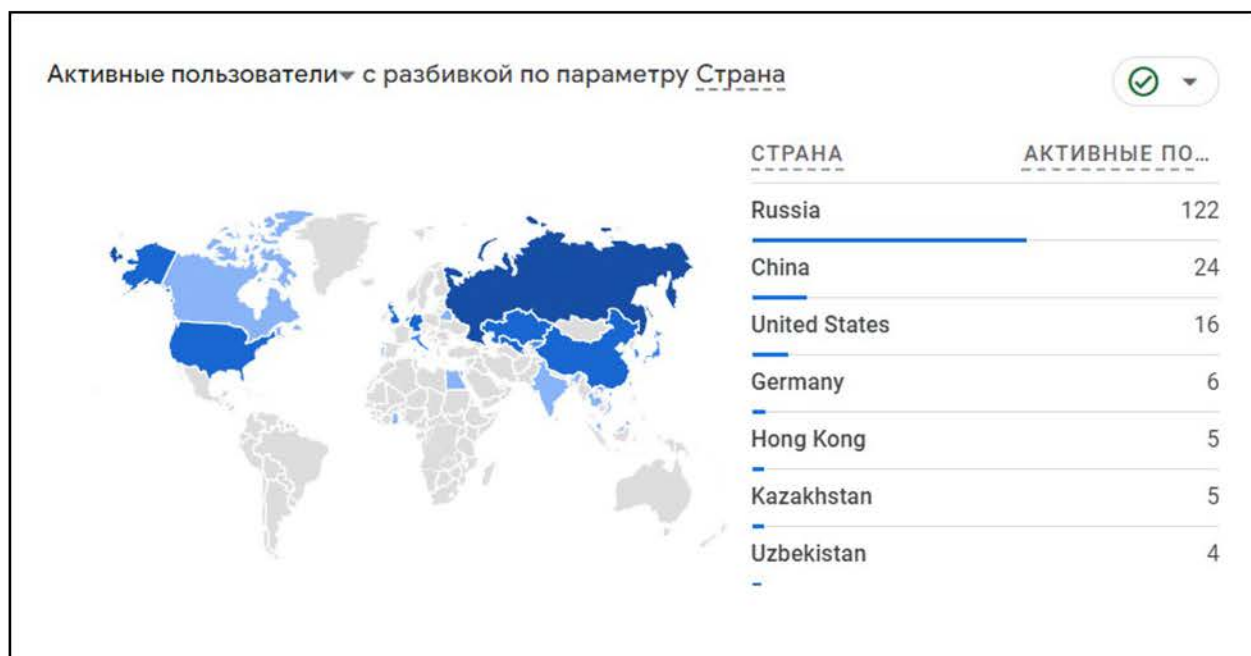 Активные пользователи с разбивкой по параметру Страна
СТРАНА АКТИВНЫЕ ПО...
Russia 122
China 24
United States 16
Germany 6
Hong Kong 5
Kazakhstan 5
Uzbekistan 4